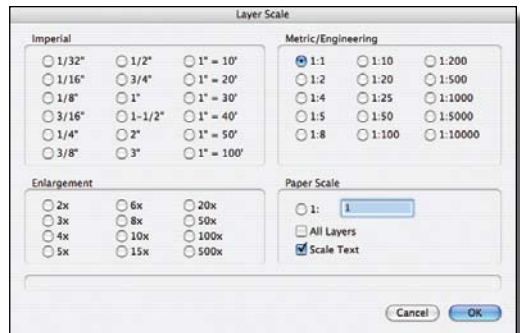 Layer Scale
Imperial
1/32"
1/2"
1" = 10'
1/16"
3/4"
1" = 20'
1/8"
1"
1" = 30'
3/16"
1-1/2"
1" = 40'
1/4"
2"
1" = 50'
3/8"
3"
1" = 100'
Metric/Engineering
1:1
1:10
1:200
1:2
1:20
1:500
1:4
1:25
1:1000
1:5
1:50
1:5000
1:8
1:100
1:10000
Enlargement
2x
6x
20x
3x
8x
50x
4x
10x
100x
5x
15x
500x
Paper Scale
1: 1
All Layers
Scale Text
Cancel
OK